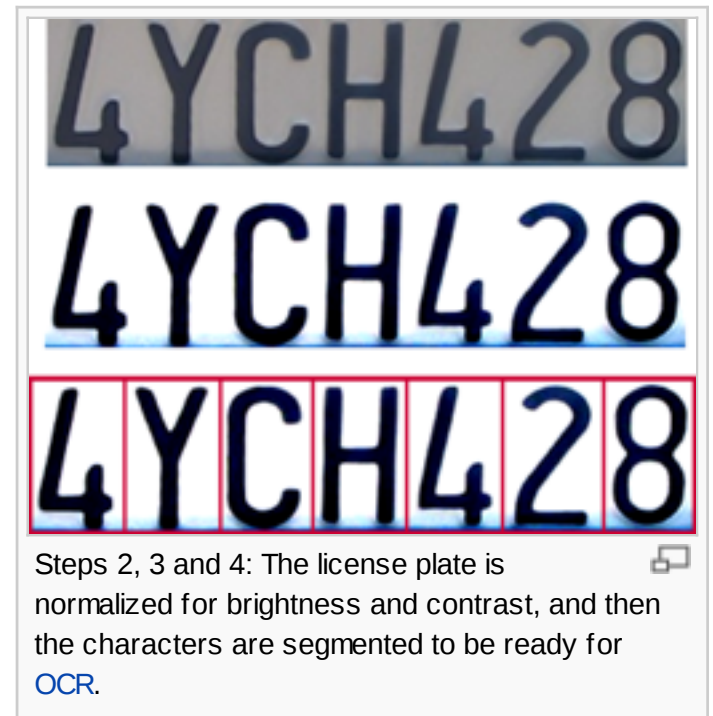 4YCH428
4YCH428
4YCH428
Steps 2, 3 and 4: The license plate is
normalized for brightness and contrast, and then
the characters are segmented to be ready for
OCR.